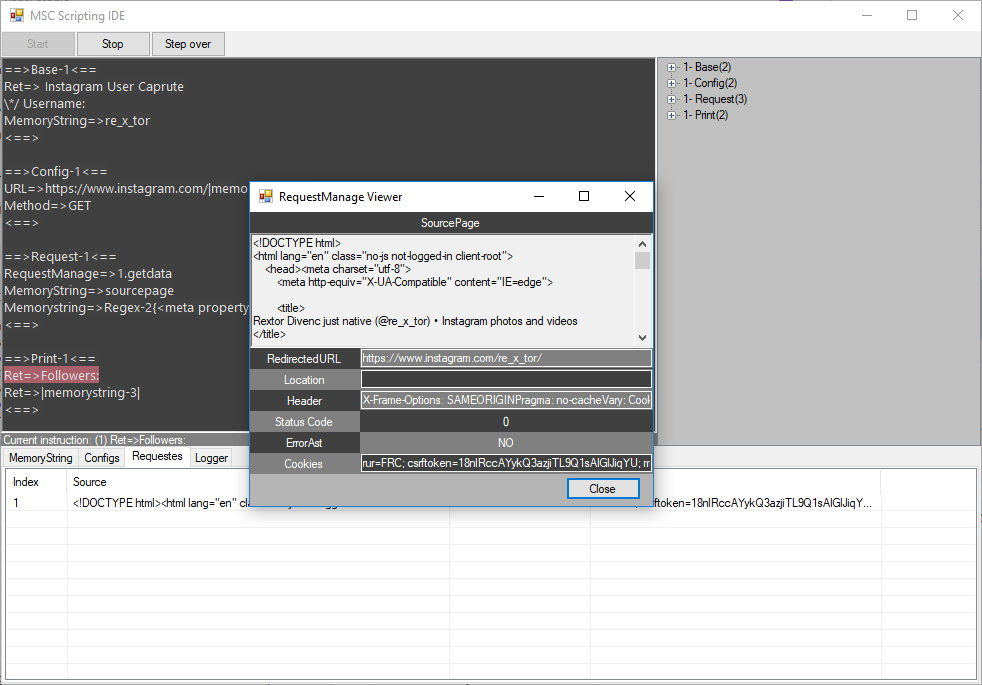 MSC Scripting IDE
Start
Stop
Step over
==>Base-1<==
Ret=> Instagram User Caprute
\*/ Username:
MemoryString=>re_x_tor
<==>
==>Config-1<==
URL=>https://www.instagram.com/|memo
Method=>GET
<==>
==>Request-1<==
RequestManage=>1.getdata
MemoryString=>sourcepage
Memorystring=>Regex-2{<meta property
<==>
==>Print-1<==
Ret=>Followers:
Ret=>|memorystring-3|
<==>
1- Base(2)
1- Config(2)
1- Request(3)
1- Print(2)
RequestManage Viewer
SourcePage
<!DOCTYPE html>
<html lang="en" class="no-js not-logged-in client-root">
<head><meta charset="utf-8">
<meta http-equiv="X-UA-Compatible" content="IE=edge">
<title>
Rextor Divenc just native (@re_x_tor) • Instagram photos and videos
</title>
RedirectedURL
https://www.instagram.com/re_x_tor/
Location
Header
X-Frame-Options: SAMEORIGINPragma: no-cacheVary: Cook
Status Code
0
ErrorAst
NO
Cookies
rur=FRC; csrftoken=18nIRccAYykQ3azjiTL9Q1sAIGIJiqYU; m
Close
Current instruction: (1) Ret=>Followers:
MemoryString
Configs
Requestes
Logger
Index
Source
1
<!DOCTYPE html><html lang="en" cla
ftoken=18nIRccAYykQ3azjiTL9Q1sAIGIJiqY...